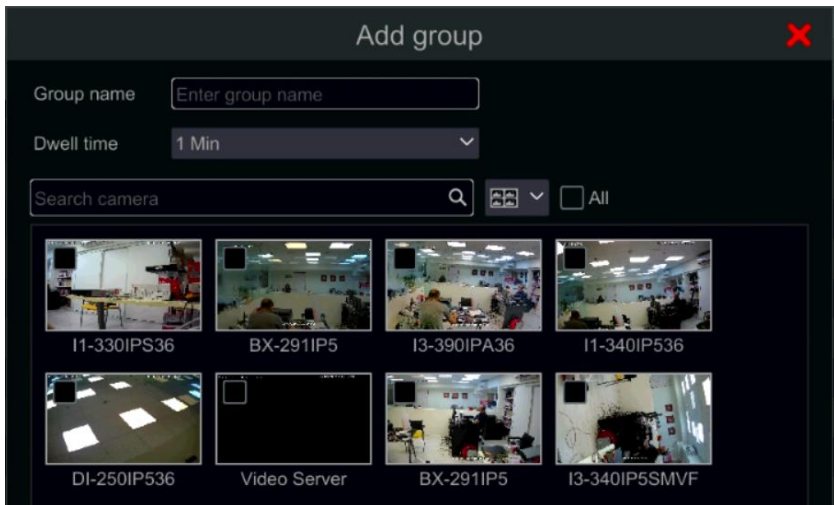 Add group
Group name Enter group name
Dwell time 1 Min
Search camera All
I1-330IPS36 BX-291IP5 I3-390IPA36 I1-340IP536
DI-250IP536 Video Server BX-291IP5 I3-340IP5SMVF